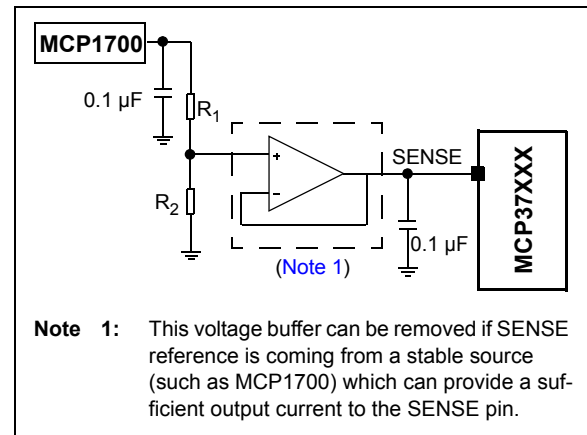 MCP1700
0.1 µF
R1
R2
+
–
SENSE
0.1 µF
MCP37XXX
(Note 1)
Note 1: This voltage buffer can be removed if SENSE
reference is coming from a stable source
(such as MCP1700) which can provide a suf-
ficient output current to the SENSE pin.